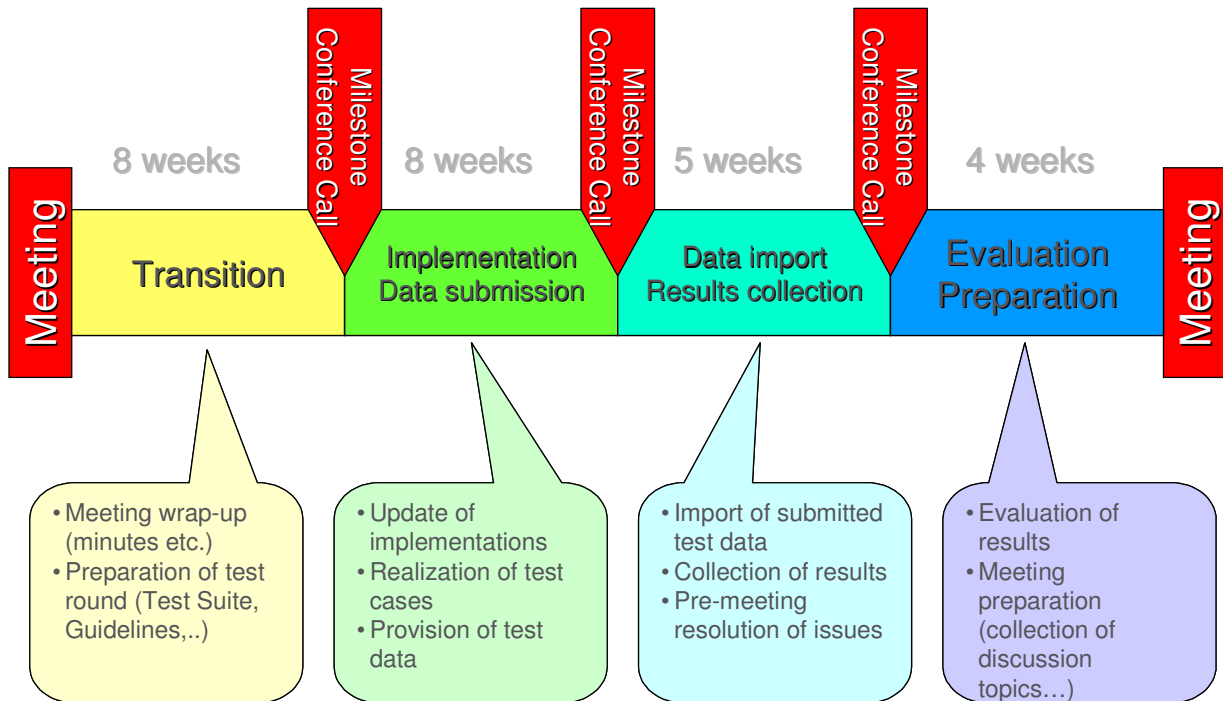 Milestone
Conference Call
Milestone
Conference Call
Milestone
Conference Call
8 weeks
8 weeks
5 weeks
4 weeks
Meeting
Transition
Implementation
Data submission
Data import
Results collection
Evaluation
Preparation
Meeting
• Meeting wrap-up
(minutes etc.)
• Preparation of test
round (Test Suite,
Guidelines,..)
• Update of
implementations
• Realization of test
cases
• Provision of test
data
• Import of submitted
test data
• Collection of results
• Pre-meeting
resolution of issues
• Evaluation of
results
• Meeting
preparation
(collection of
discussion
topics…)